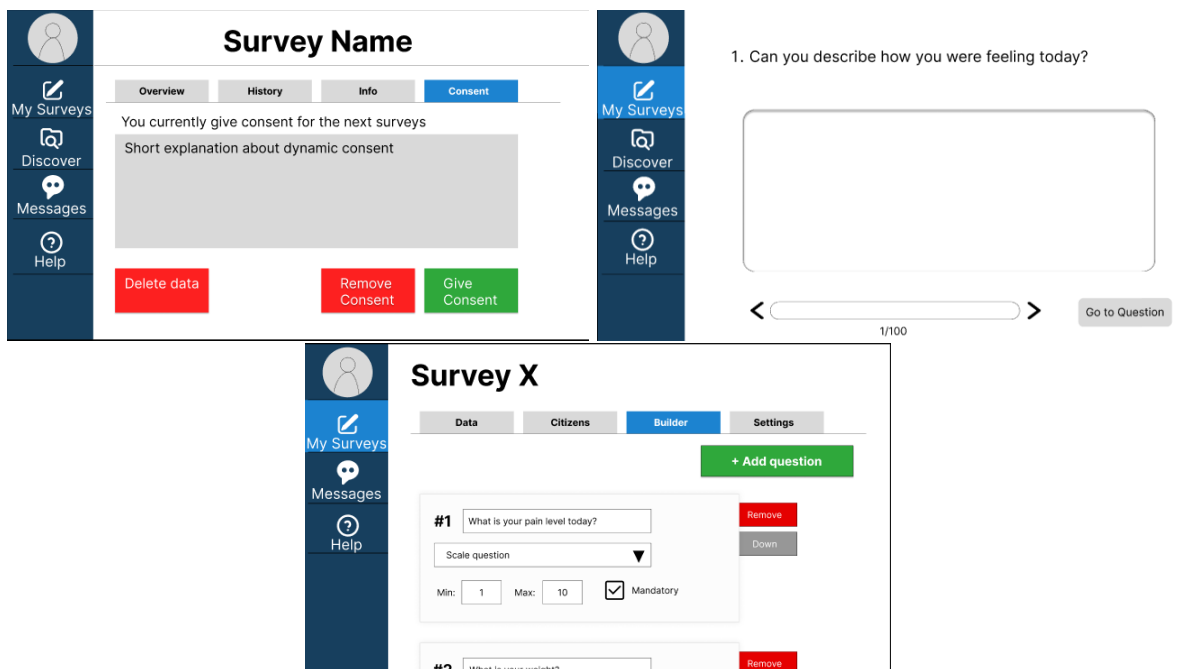 Survey Name
My Surveys
Discover
Messages
Help
Overview History Info Consent
You currently give consent for the next surveys
Short explanation about dynamic consent
Delete data
Remove
Consent
Give
Consent
My Surveys
Discover
Messages
Help
1. Can you describe how you were feeling today?
1/100
Go to Question
My Surveys
Messages
Help
Survey X
Data Citizens Builder Settings
+ Add question
#1 What is your pain level today?
Remove
Scale question
Down
Min: 1 Max: 10 Mandatory
#2 What is your weight?
Remove